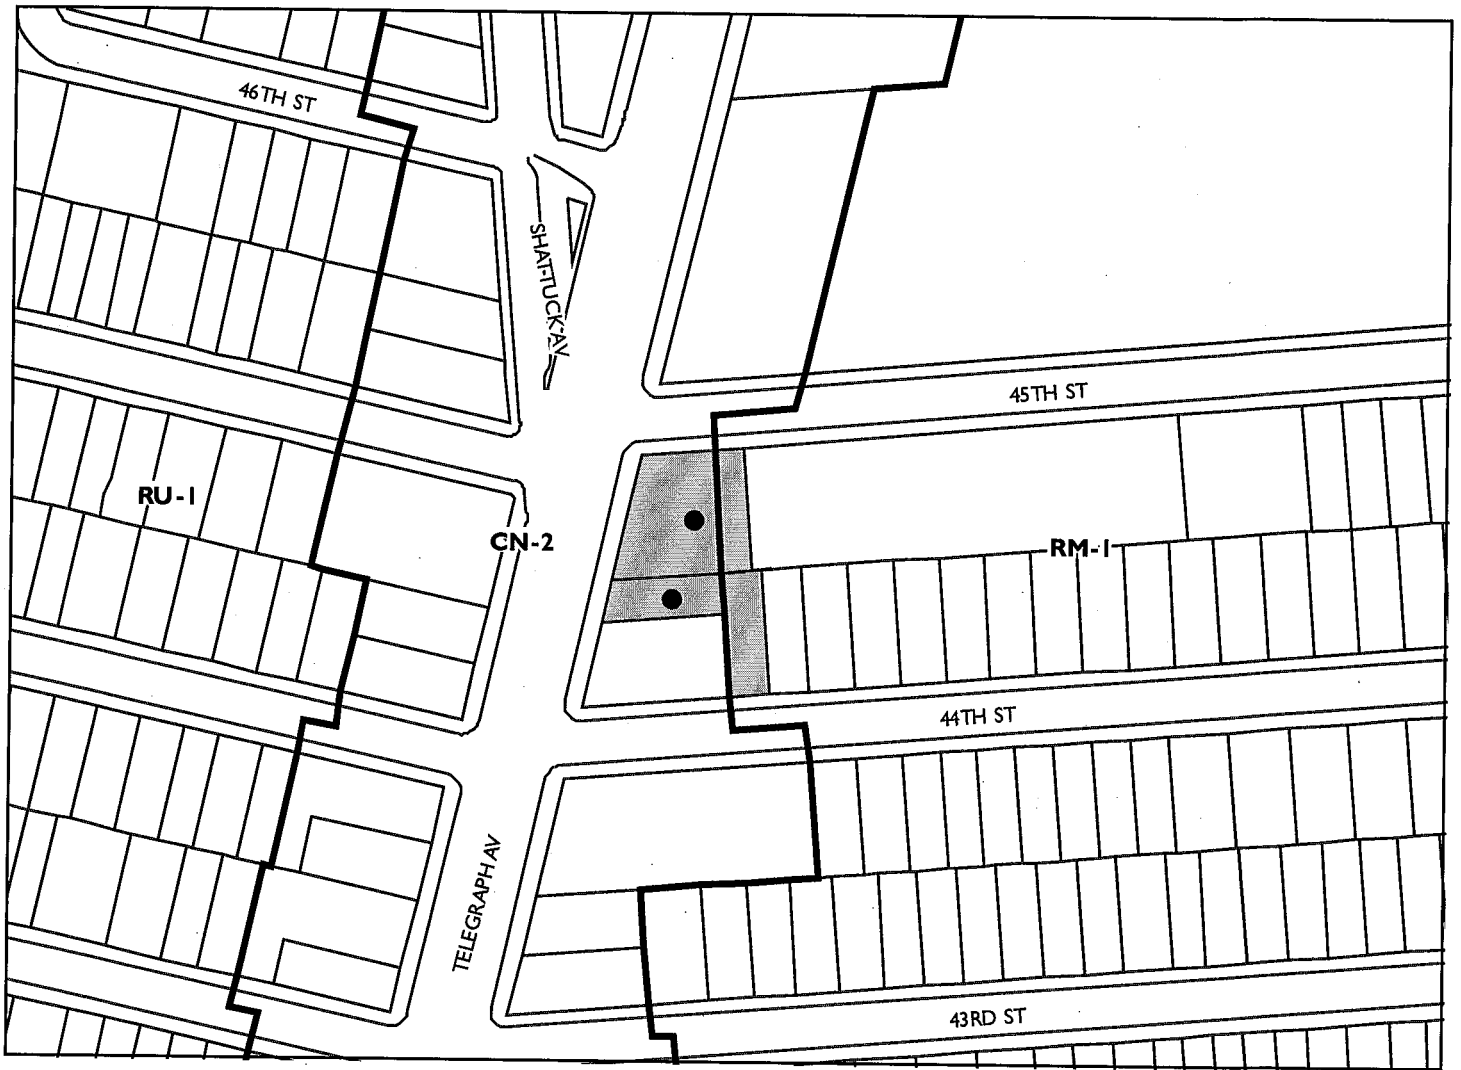 46TH ST
SHATTUCK AV
45TH ST
RU-1
CN-2
RM-1
44TH ST
TELEGRAPH AV
43RD ST